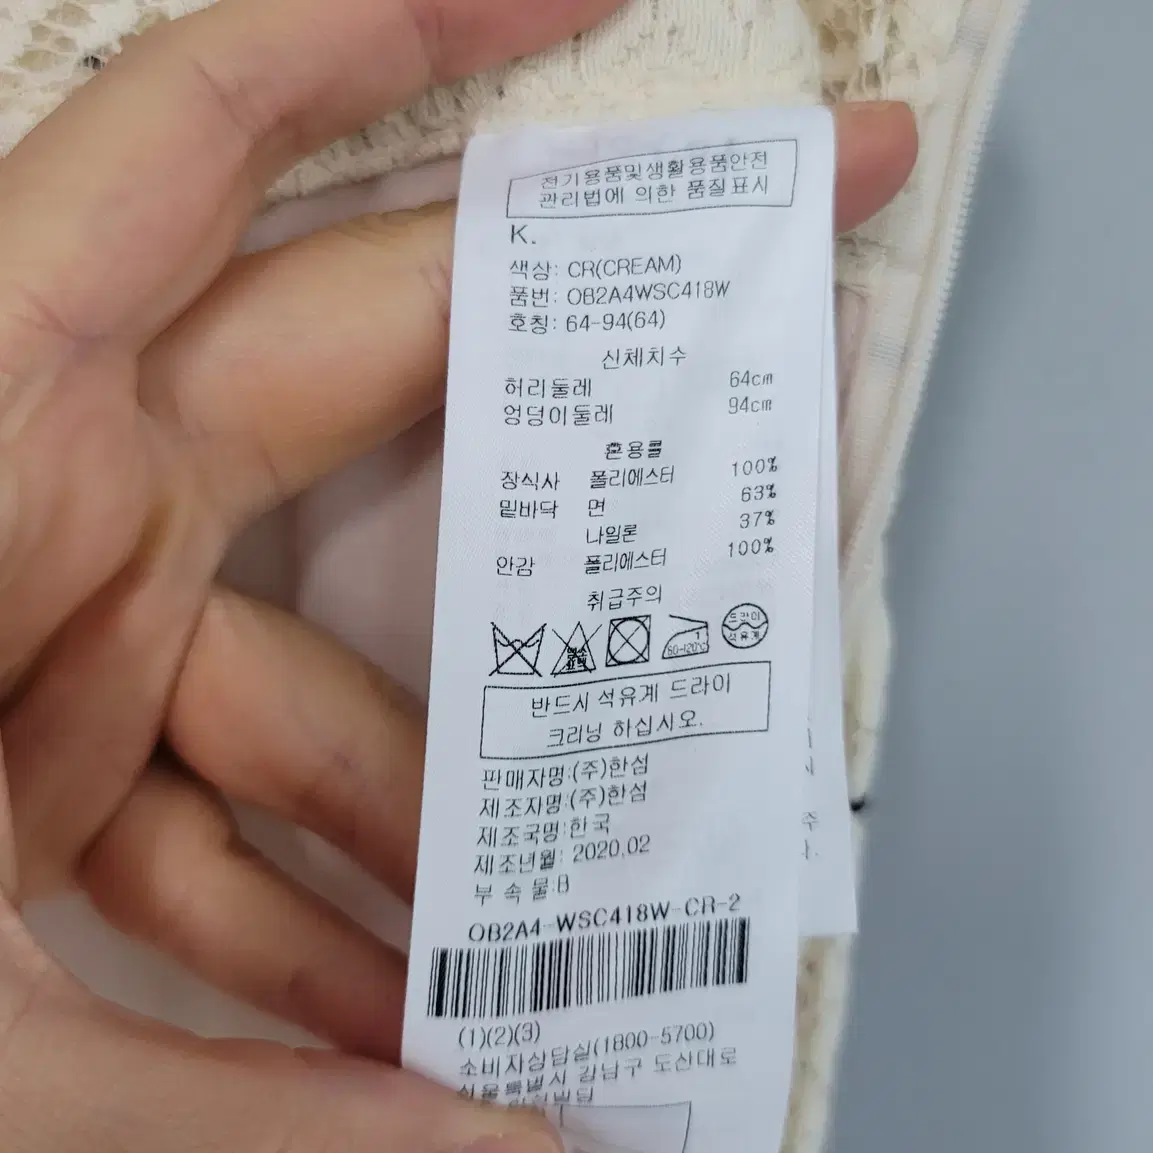 전기용품및생활용품안전
관리법에 의한 품질표시
K.
색상: CR(CREAM)
품번: OB2A4WSC418W
호칭: 64-94(64)
신체치수
허리둘레 64cm
엉덩이둘레 94cm
혼용률
장식사 폴리에스터 100%
밑바닥 면 63%
나일론 37%
안감 폴리에스터 100%
취급주의
염소
표백
1
80-120℃
드라이
석유계
반드시 석유계 드라이
크리닝 하십시오.
판매자명:(주)한섬
제조자명:(주)한섬
제조국명:한국
제조년월: 2020.02
부 속 물:B
OB2A4-WSC418W-CR-2
(1)(2)(3)
소비자상담실(1800-5700)
서울특별시 강남구 도산대로